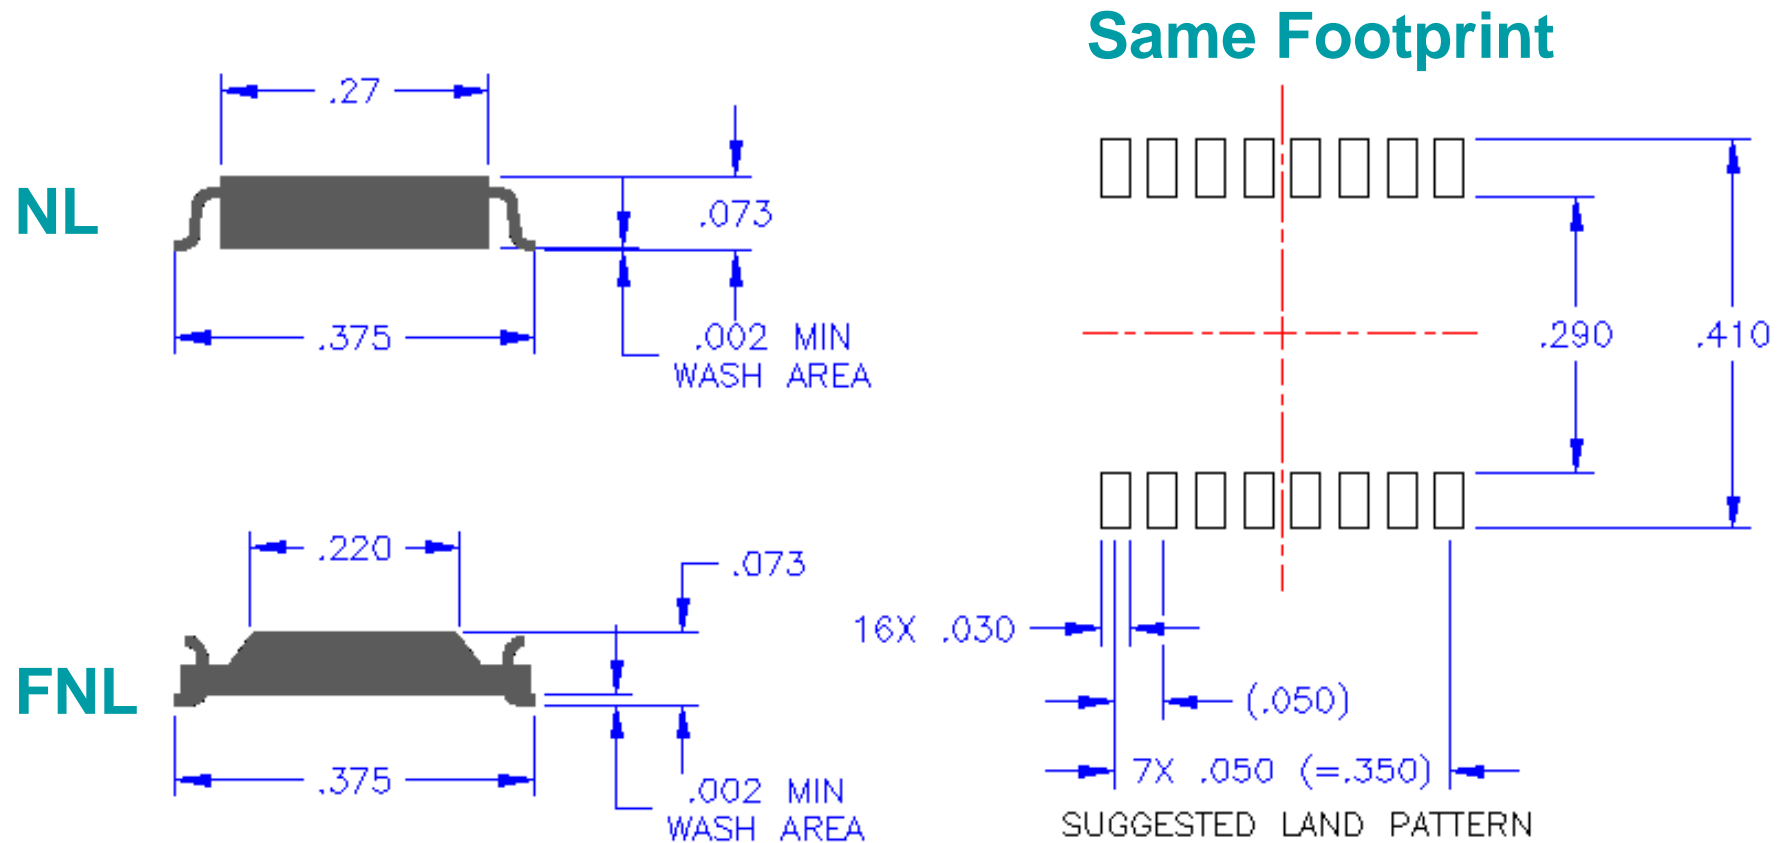 Same Footprint
.27
.073
NL
.375
.002 MIN
WASH AREA
.290
.410
.220
.073
FNL
.375
.002 MIN
WASH AREA
16X .030
(.050)
7X .050 (=.350)
SUGGESTED LAND PATTERN